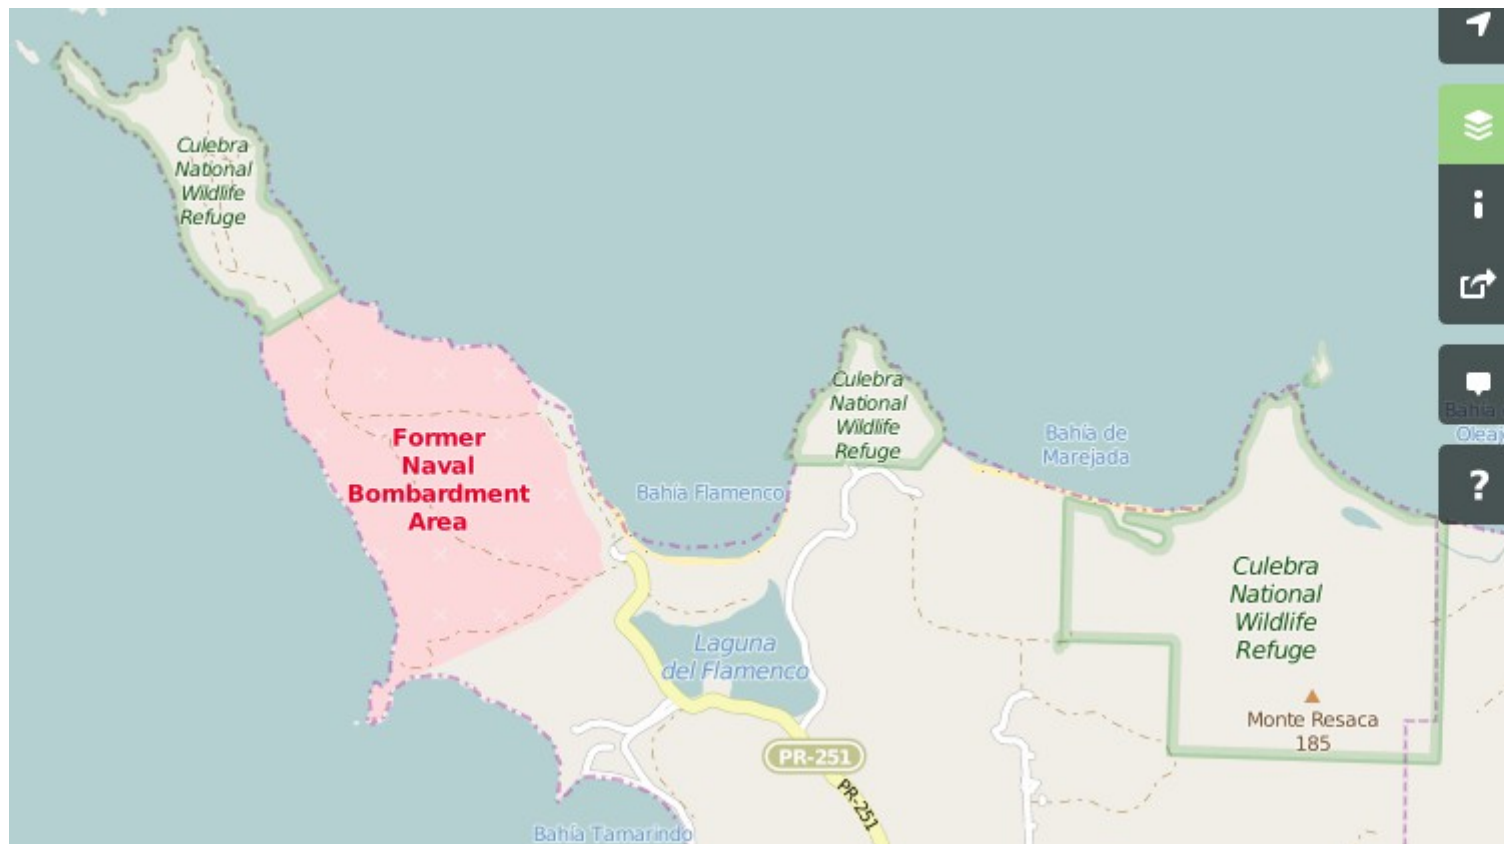 Culebra
National
Wildlife
Refuge
Former
Naval
Bombardment
Area
Culebra
National
Wildlife
Refuge
Bahía Flamenco
Bahía de
Marejada
Bahía
Culebra
National
Wildlife
Refuge
Laguna
del Flamenco
Monte Resaca
185
PR-251
PR-251
Bahía Tamarindo
?